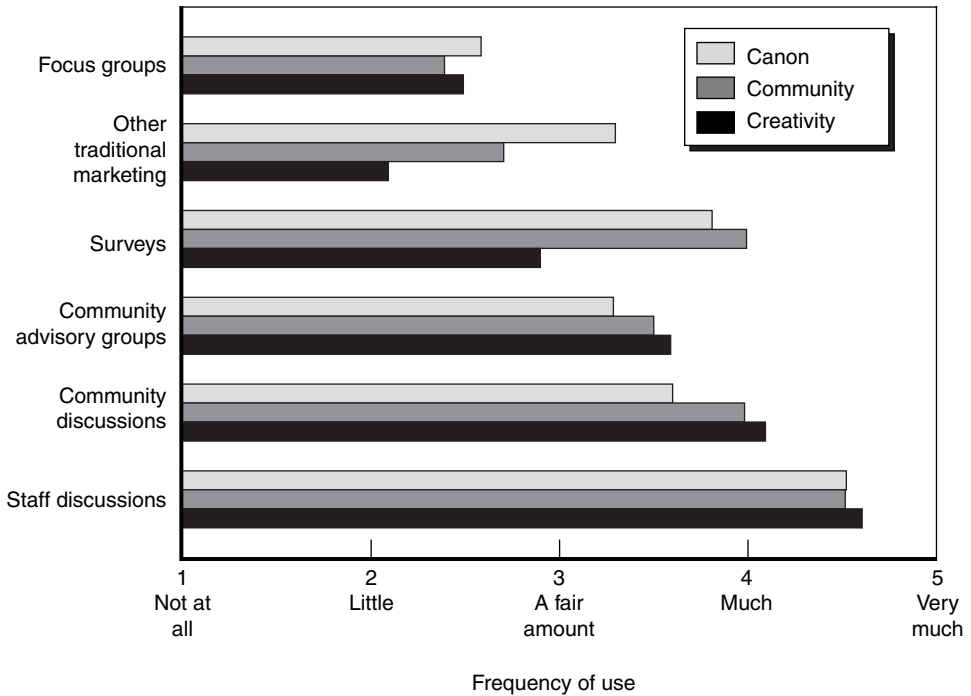 Focus groups
Other
traditional
marketing
Surveys
Community
advisory groups
Community
discussions
Staff discussions
Canon
Community
Creativity
1 2 3 4 5
Not at
all
Little
A fair
amount
Much
Very
much
Frequency of use